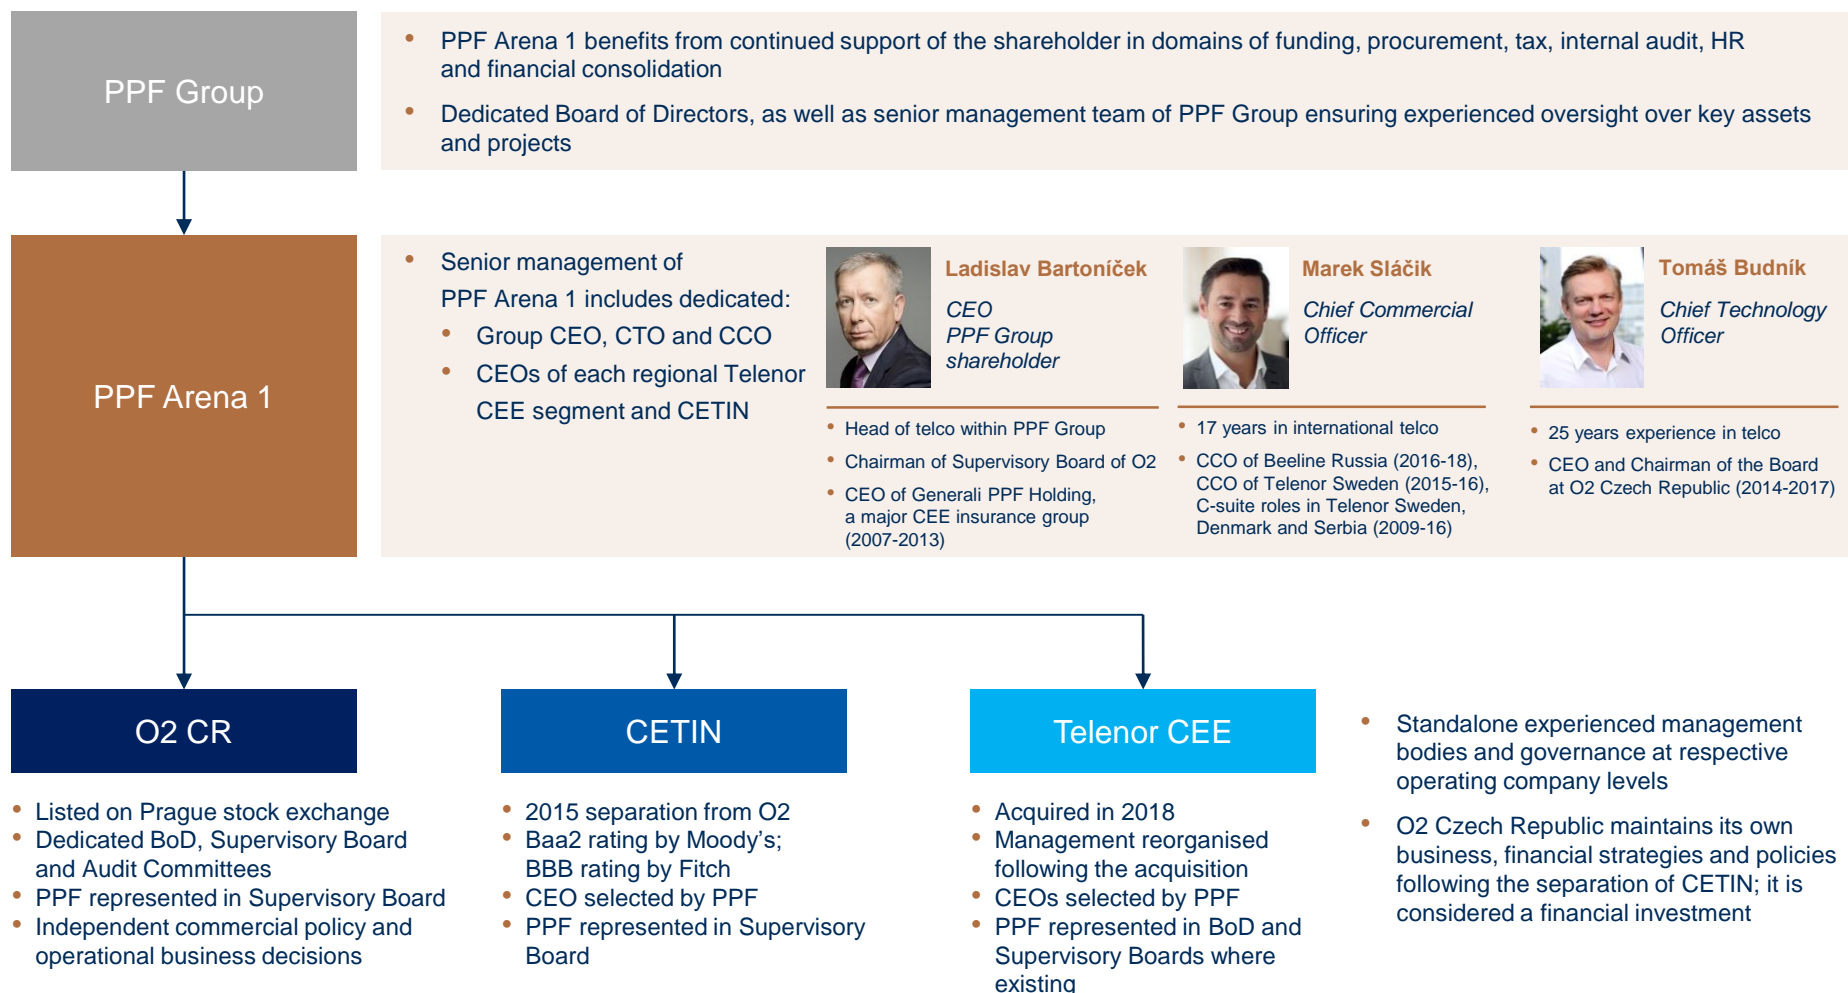 PPF Group
• PPF Arena 1 benefits from continued support of the shareholder in domains of funding, procurement, tax, internal audit, HR
and financial consolidation
• Dedicated Board of Directors, as well as senior management team of PPF Group ensuring experienced oversight over key assets
and projects
PPF Arena 1
• Senior management of
PPF Arena 1 includes dedicated:
• Group CEO, CTO and CCO
• CEOs of each regional Telenor
CEE segment and CETIN
Ladislav Bartoníček
CEO
PPF Group
shareholder
• Head of telco within PPF Group
• Chairman of Supervisory Board of O2
• CEO of Generali PPF Holding,
a major CEE insurance group
(2007-2013)
Marek Sláčik
Chief Commercial
Officer
• 17 years in international telco
• CCO of Beeline Russia (2016-18),
CCO of Telenor Sweden (2015-16),
C-suite roles in Telenor Sweden,
Denmark and Serbia (2009-16)
Tomáš Budník
Chief Technology
Officer
• 25 years experience in telco
• CEO and Chairman of the Board
at O2 Czech Republic (2014-2017)
O2 CR
• Listed on Prague stock exchange
• Dedicated BoD, Supervisory Board
and Audit Committees
• PPF represented in Supervisory Board
• Independent commercial policy and
operational business decisions
CETIN
• 2015 separation from O2
• Baa2 rating by Moody’s;
BBB rating by Fitch
• CEO selected by PPF
• PPF represented in Supervisory
Board
Telenor CEE
• Acquired in 2018
• Management reorganised
following the acquisition
• CEOs selected by PPF
• PPF represented in BoD and
Supervisory Boards where
existing
• Standalone experienced management
bodies and governance at respective
operating company levels
• O2 Czech Republic maintains its own
business, financial strategies and policies
following the separation of CETIN; it is
considered a financial investment